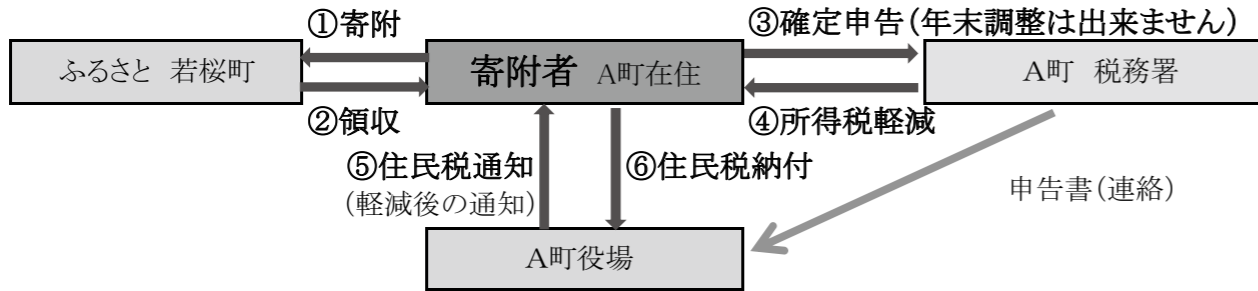 ①寄附
③確定申告(年末調整は出来ません)
ふるさと 若桜町
寄附者 A町在住
A町 税務署
②領収
④所得税軽減
⑤住民税通知
(軽減後の通知)
⑥住民税納付
申告書(連絡)
A町役場